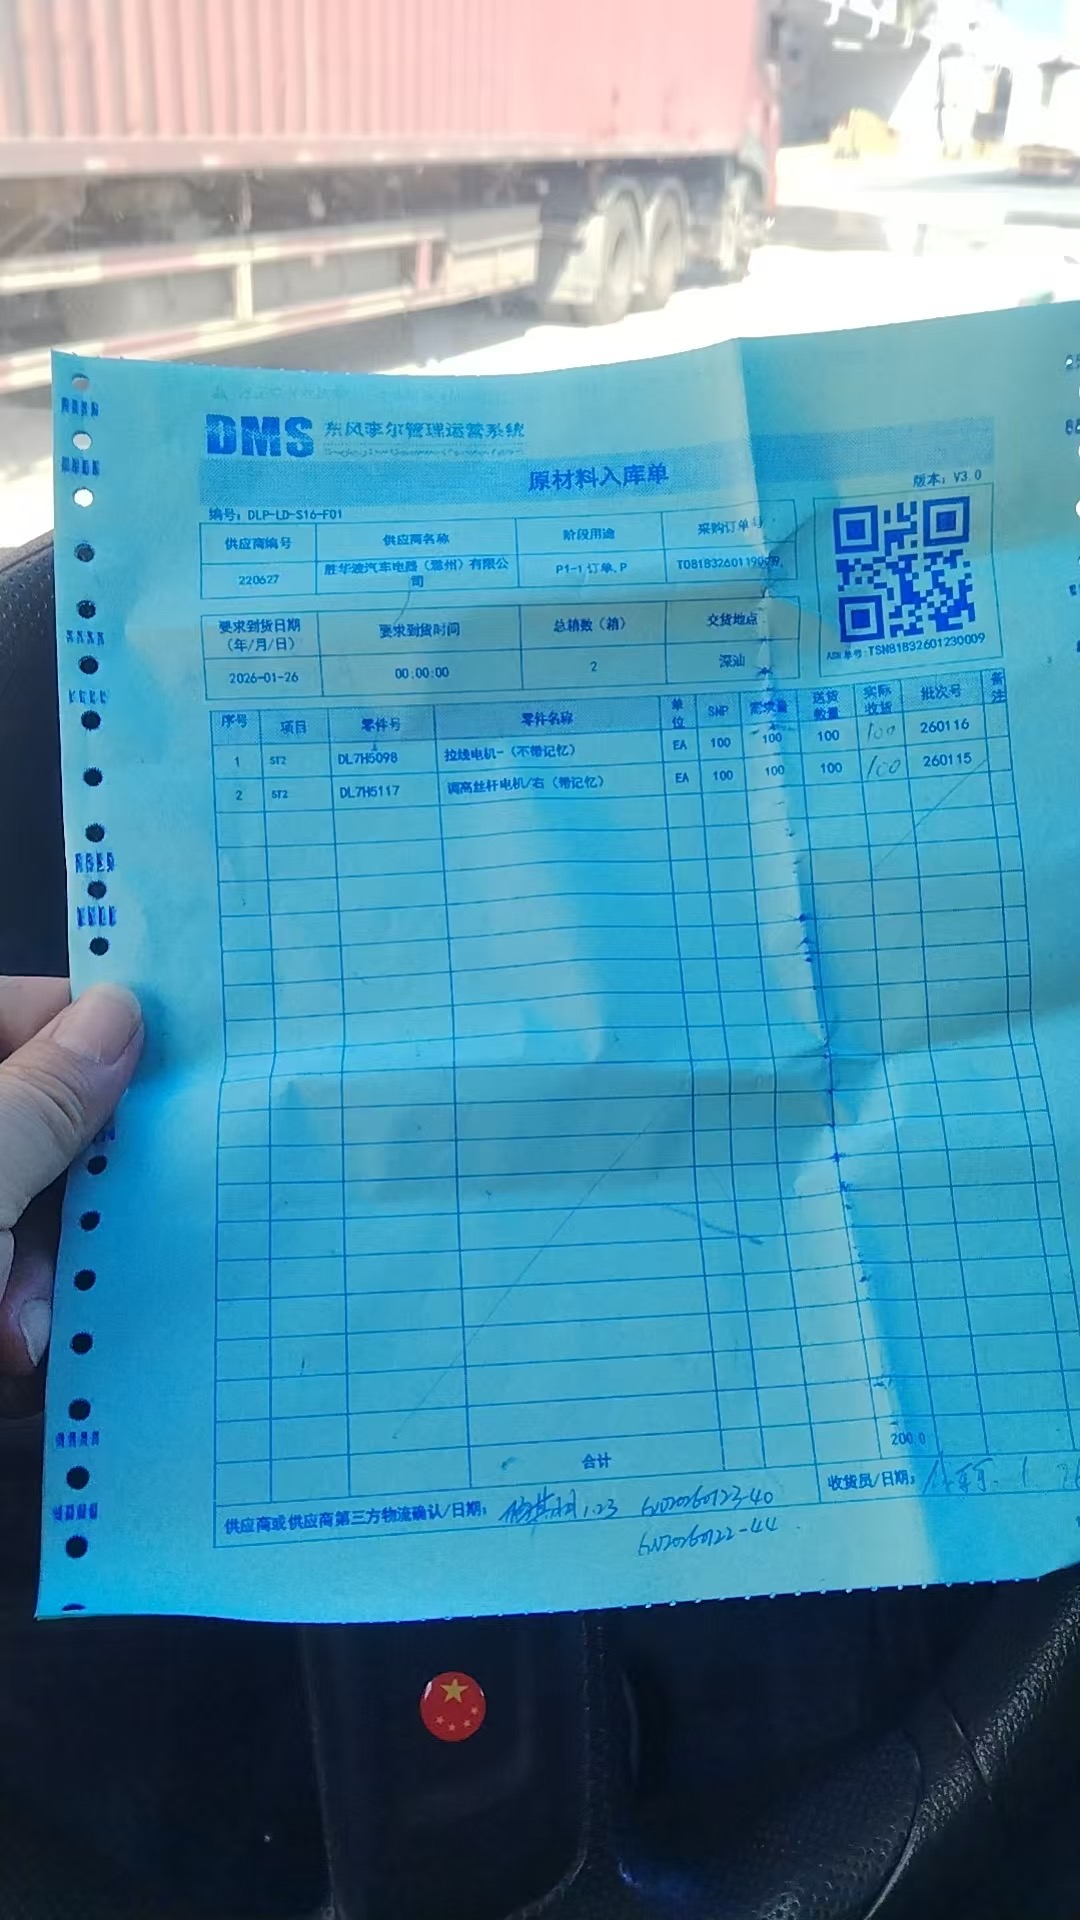 DMS 东风李尔管理运营系统
原材料入库单
版本：V3.0
编号：DLP-LD-S16-F01
供应商编号 供应商名称 阶段用途 采购订单号
220627 胜华波汽车电器（滁州）有限公司 P1-1订单、P
要求到货日期（年/月/日） 要求到货时间 总箱数（箱） 交货地点
2026-01-26 00:00:00 2 深汕
ASN单号：TSN81832601230009
序号 项目 零件号 零件名称 单位 SNP 需求量 送货数量 实际收货 批次号 备注
1 ST2 DL7H5098 拉线电机-（不带记忆） EA 100 100 100 100 260116
2 ST2 DL7H5117 调高丝杆电机/右（带记忆） EA 100 100 100 100 260115
合计 200.0
供应商或供应商第三方物流确认/日期： 1.23 6N20260123-40
6N20260122-44
收货员/日期：